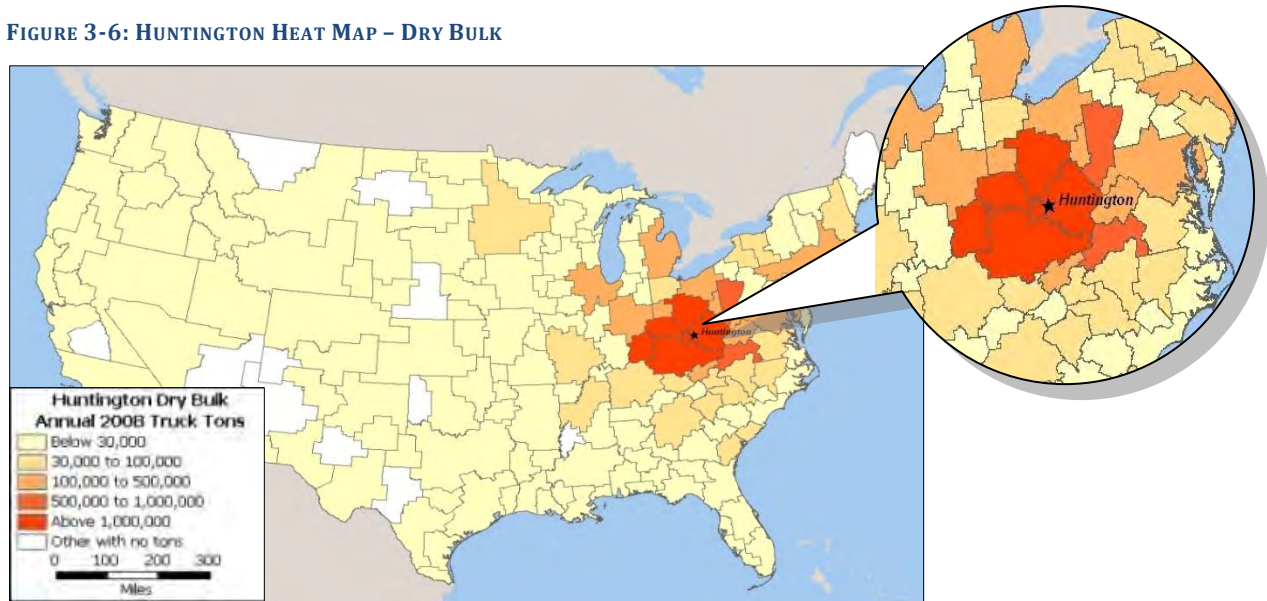 FIGURE 3-6: HUNTINGTON HEAT MAP – DRY BULK
Huntington
Huntington
Huntington Dry Bulk
Annual 2008 Truck Tons
Below 30,000
30,000 to 100,000
100,000 to 500,000
500,000 to 1,000,000
Above 1,000,000
Other with no tons
0 100 200 300
Miles